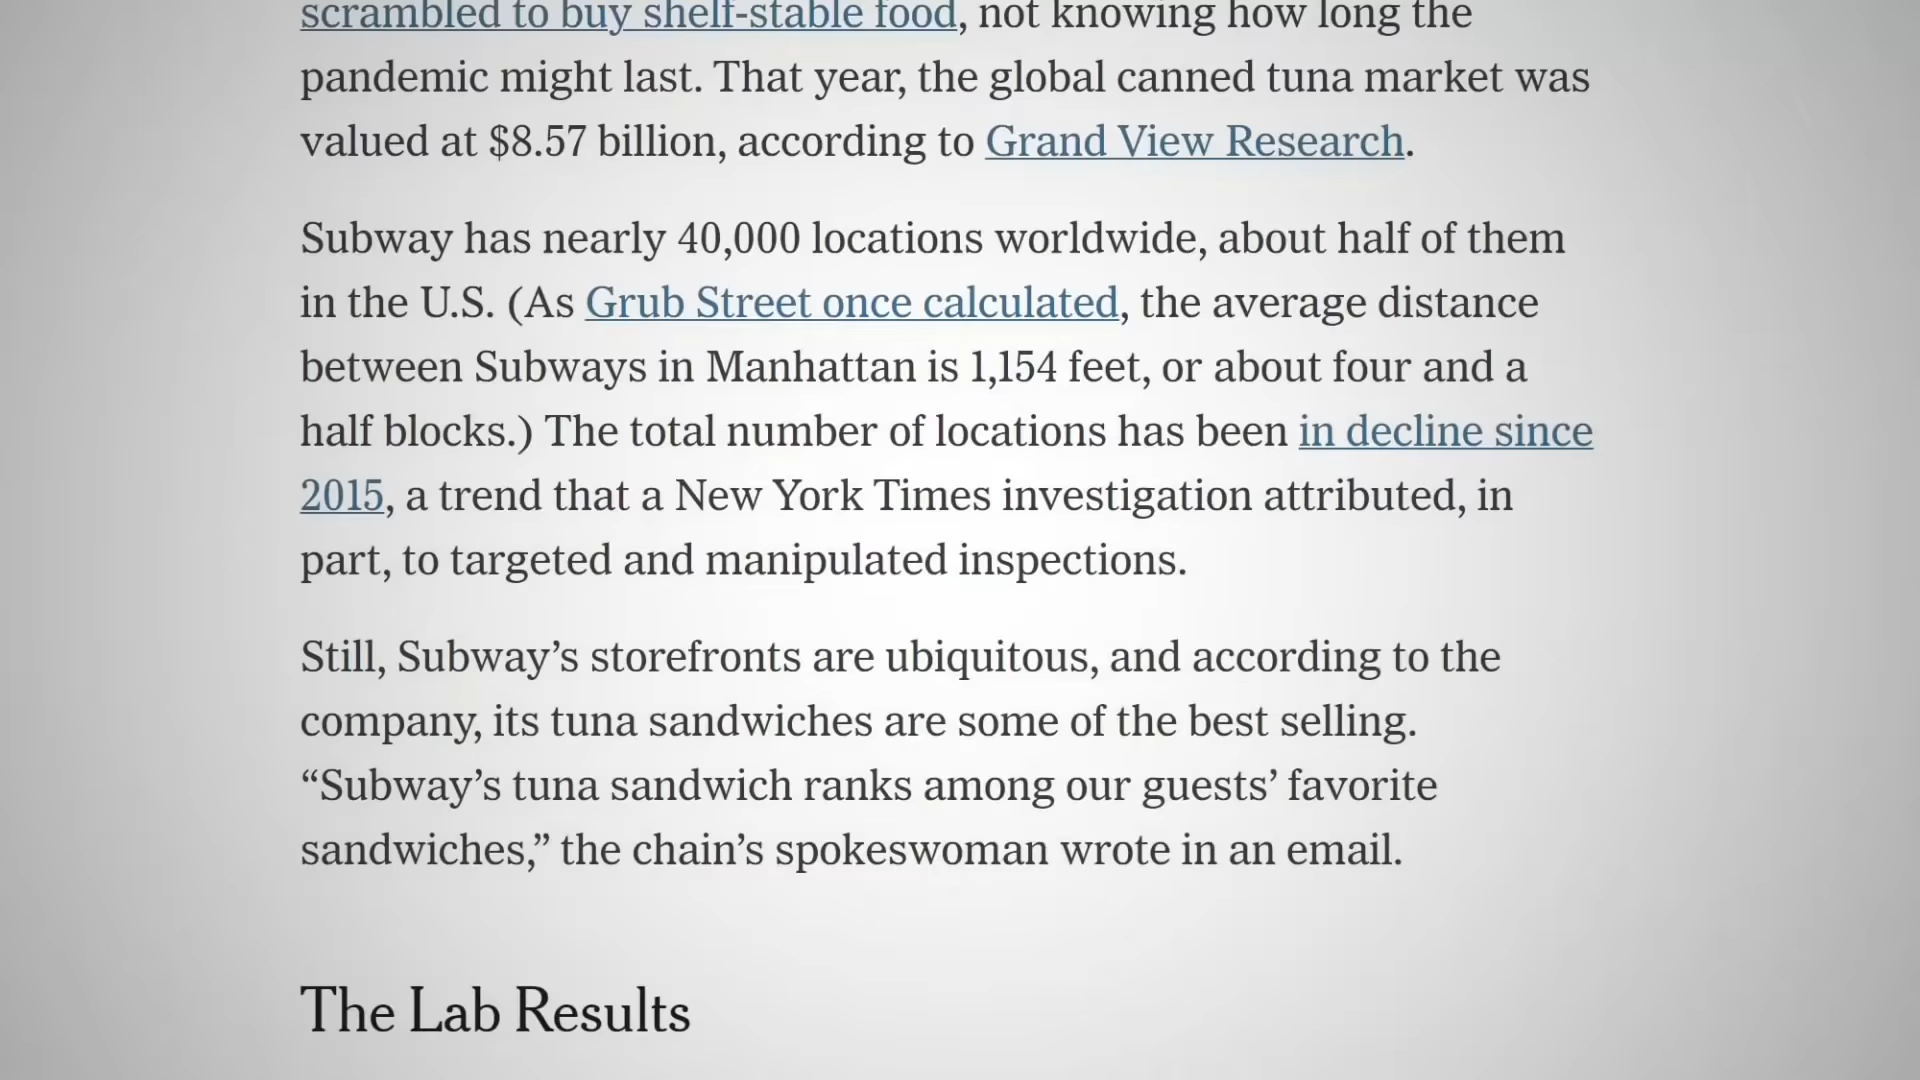 scrambled to buy shelf-stable food, not knowing how long the
pandemic might last. That year, the global canned tuna market was
valued at $8.57 billion, according to Grand View Research.
Subway has nearly 40,000 locations worldwide, about half of them
in the U.S. (As Grub Street once calculated, the average distance
between Subways in Manhattan is 1,154 feet, or about four and a
half blocks.) The total number of locations has been in decline since
2015, a trend that a New York Times investigation attributed, in
part, to targeted and manipulated inspections.
Still, Subway’s storefronts are ubiquitous, and according to the
company, its tuna sandwiches are some of the best selling.
“Subway’s tuna sandwich ranks among our guests’ favorite
sandwiches,” the chain’s spokeswoman wrote in an email.
The Lab Results